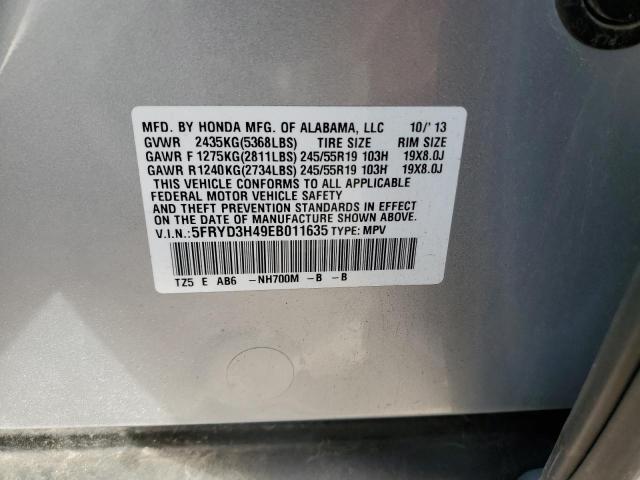 MFD. BY HONDA MFG. OF ALABAMA, LLC 10/'13
GVWR 2435KG(5368LBS) TIRE SIZE RIM SIZE
GAWR F 1275KG(2811LBS) 245/55R19 103H 19X8.0J
GAWR R 1240KG(2734LBS) 245/55R19 103H 19X8.0J
THIS VEHICLE CONFORMS TO ALL APPLICABLE
FEDERAL MOTOR VEHICLE SAFETY STANDARDS IN EFFECT
AND THEFT PREVENTION STANDARDS IN EFFECT
ON THE DATE OF MANUFACTURE SHOWN ABOVE.
V.I.N.:5FRYD3H49EB011635 TYPE: MPV
TZ5 E AB6 -NH700M -B -B